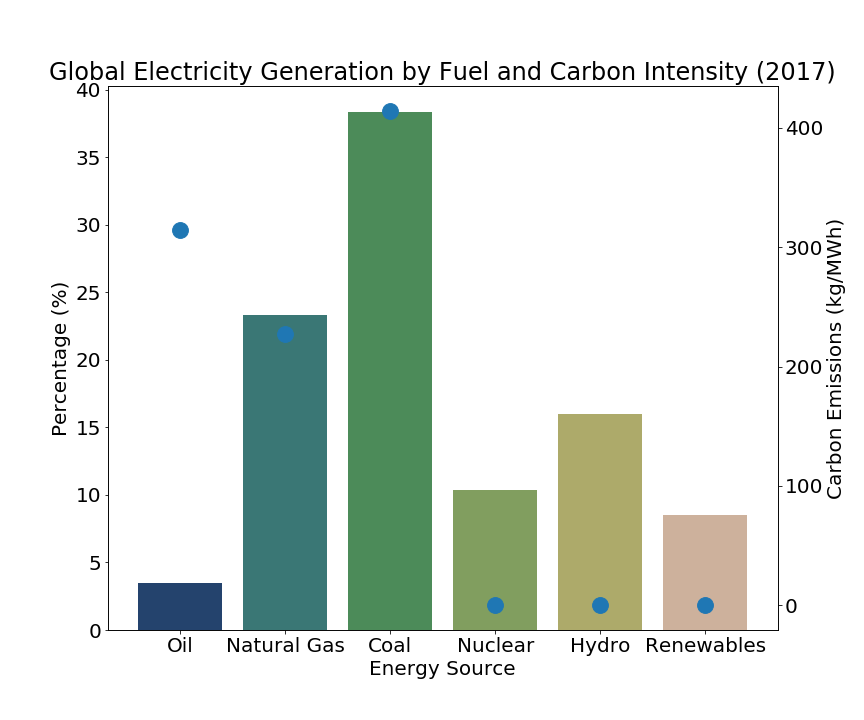 Global Electricity Generation by Fuel and Carbon Intensity (2017)
40
35
30
25
20
15
10
5
0
Percentage (%)
400
300
200
100
0
Carbon Emissions (kg/MWh)
Oil Natural Gas Coal Nuclear Hydro Renewables
Energy Source